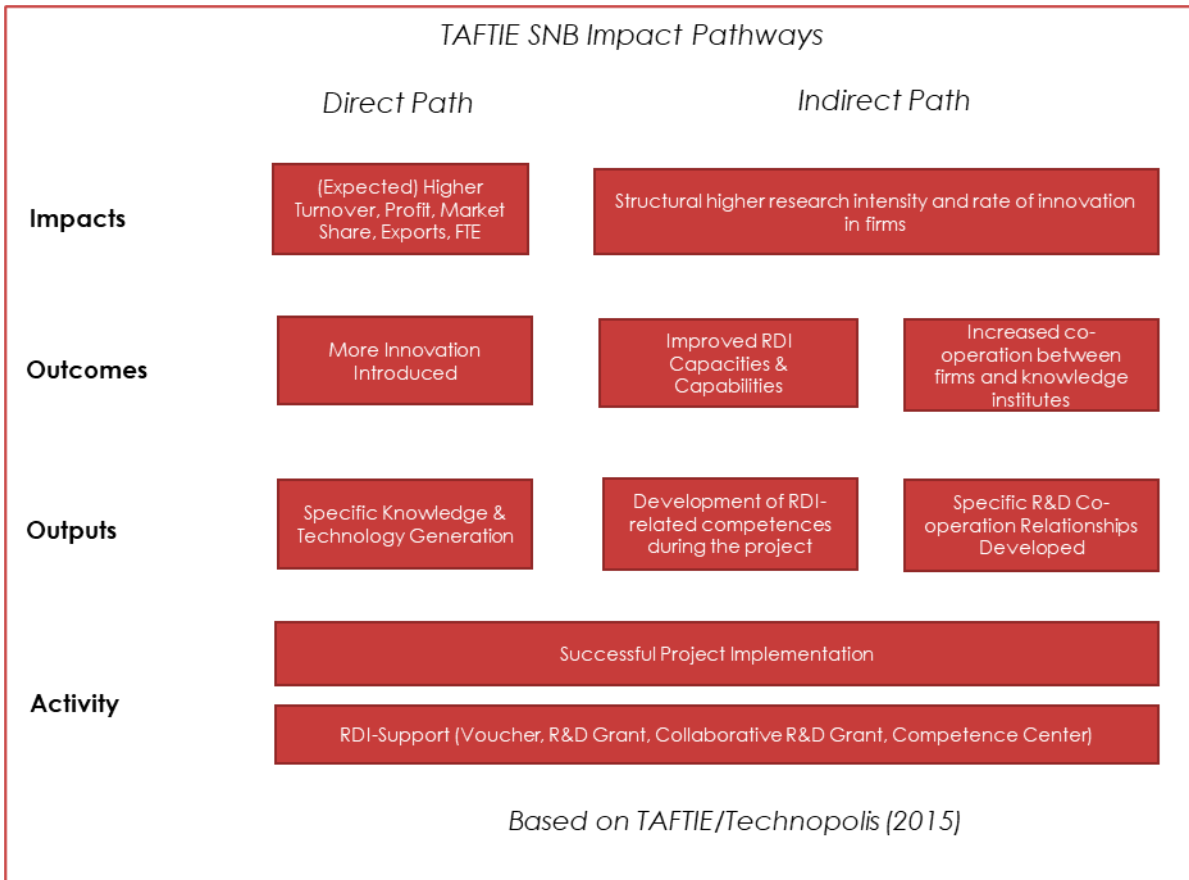 TAFTIE SNB Impact Pathways
Direct Path
Indirect Path
Impacts
(Expected) Higher
Turnover, Profit, Market
Share, Exports, FTE
Structural higher research intensity and rate of innovation
in firms
Outcomes
More Innovation
Introduced
Improved RDI
Capacities &
Capabilities
Increased co-
operation between
firms and knowledge
institutes
Outputs
Specific Knowledge &
Technology Generation
Development of RDI-
related competences
during the project
Specific R&D Co-
operation Relationships
Developed
Activity
Successful Project Implementation
RDI-Support (Voucher, R&D Grant, Collaborative R&D Grant, Competence Center)
Based on TAFTIE/Technopolis (2015)